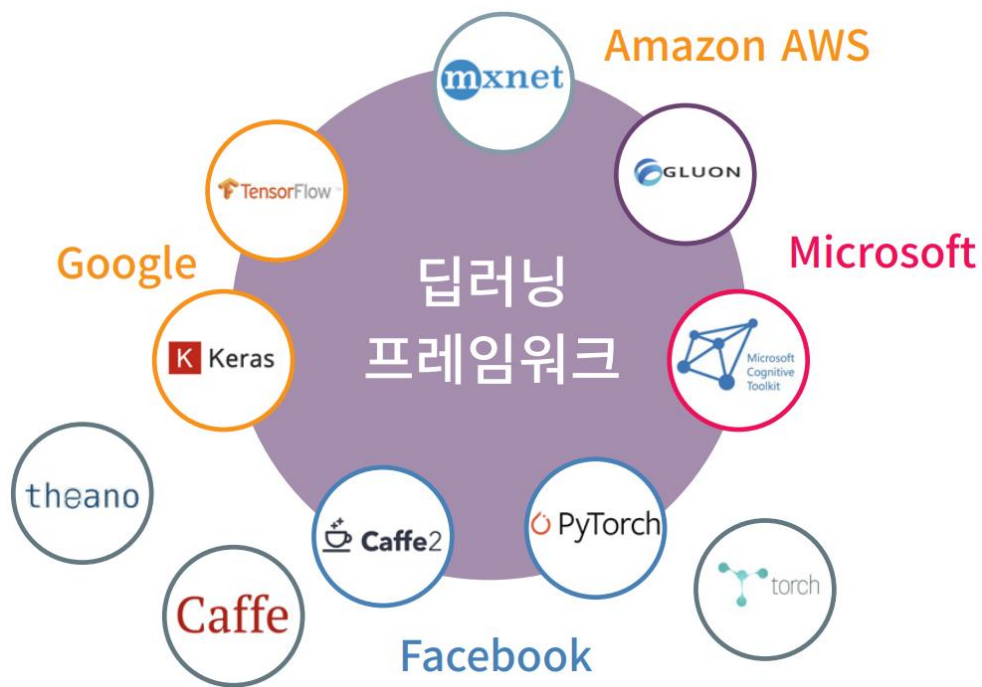 Amazon AWS
mxnet
GLUON
TensorFlow™
Google
Microsoft
딥러닝
프레임워크
K Keras
Microsoft
Cognitive
Toolkit
theano
Caffe2
PyTorch
torch
Caffe
Facebook